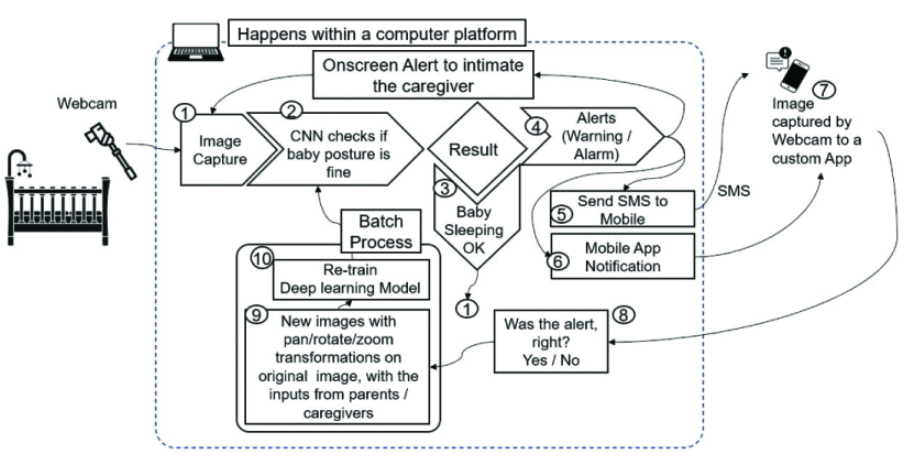 Happens within a computer platform
Onscreen Alert to intimate
the caregiver
Webcam
1
Image
Capture
2
CNN checks if
baby posture is
fine
Result
3
Baby
Sleeping
OK
1
4
Alerts
(Warning /
Alarm)
5
Send SMS to
Mobile
6
Mobile App
Notification
SMS
7
Image
captured by
Webcam to a
custom App
8
Was the alert,
right?
Yes / No
Batch
Process
10
Re-train
Deep learning Model
9
New images with
pan/rotate/zoom
transformations on
original image, with the
inputs from parents /
caregivers